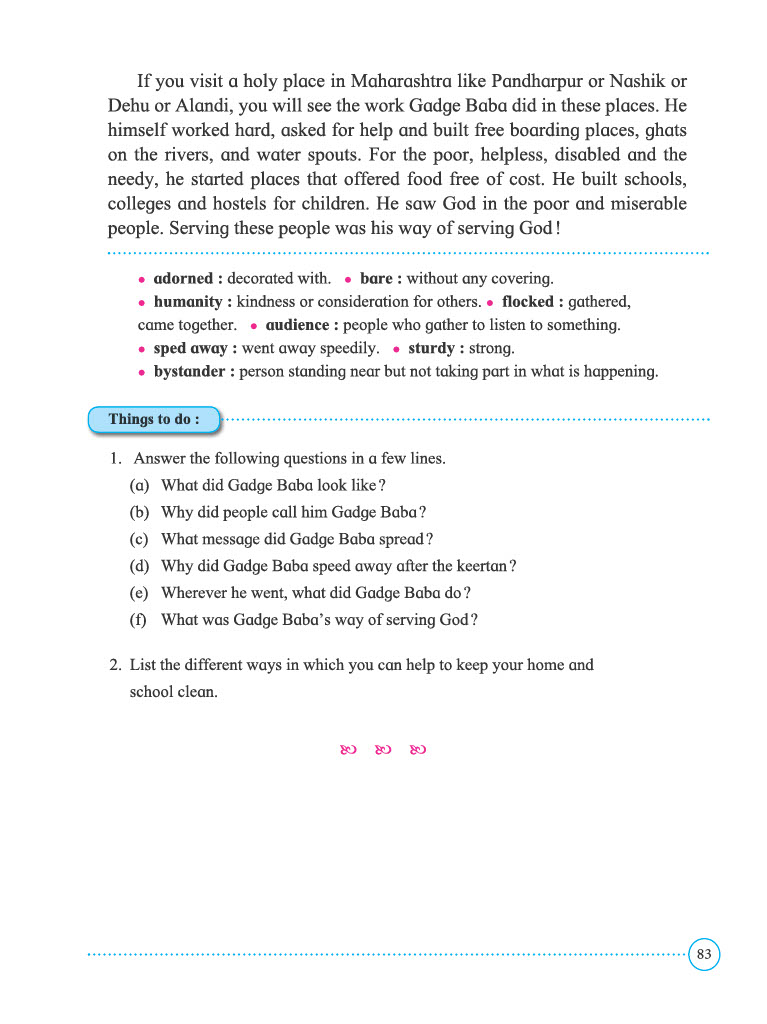 If you visit a holy place in Maharashtra like Pandharpur or Nashik or
Dehu or Alandi, you will see the work Gadge Baba did in these places. He
himself worked hard, asked for help and built free boarding places, ghats
on the rivers, and water spouts. For the poor, helpless, disabled and the
needy, he started places that offered food free of cost. He built schools,
colleges and hostels for children. He saw God in the poor and miserable
people. Serving these people was his way of serving God!
• adorned : decorated with. • bare : without any covering.
• humanity : kindness or consideration for others. • flocked : gathered,
came together. • audience : people who gather to listen to something.
• sped away : went away speedily. • sturdy : strong.
• bystander : person standing near but not taking part in what is happening.
Things to do :
1. Answer the following questions in a few lines.
(a) What did Gadge Baba look like?
(b) Why did people call him Gadge Baba?
(c) What message did Gadge Baba spread?
(d) Why did Gadge Baba speed away after the keertan?
(e) Wherever he went, what did Gadge Baba do?
(f) What was Gadge Baba's way of serving God?
2. List the different ways in which you can help to keep your home and
school clean.
83